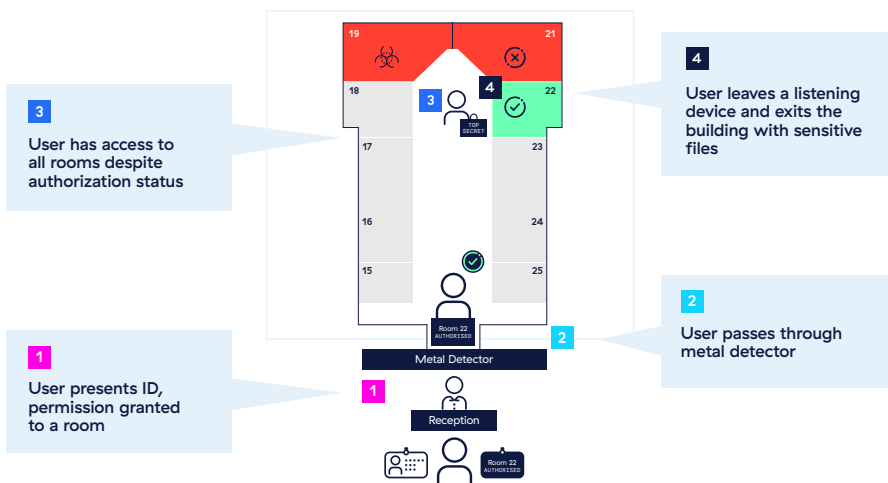 19
21
4
User leaves a listening
device and exits the
building with sensitive
files
3
User has access to
all rooms despite
authorization status
18
3
4
22
TOP
SECRET
17
23
16
24
15
25
Room 22
AUTHORISED
2
User passes through
metal detector
2
Metal Detector
1
User presents ID,
permission granted
to a room
1
Reception
Room 22
AUTHORISED